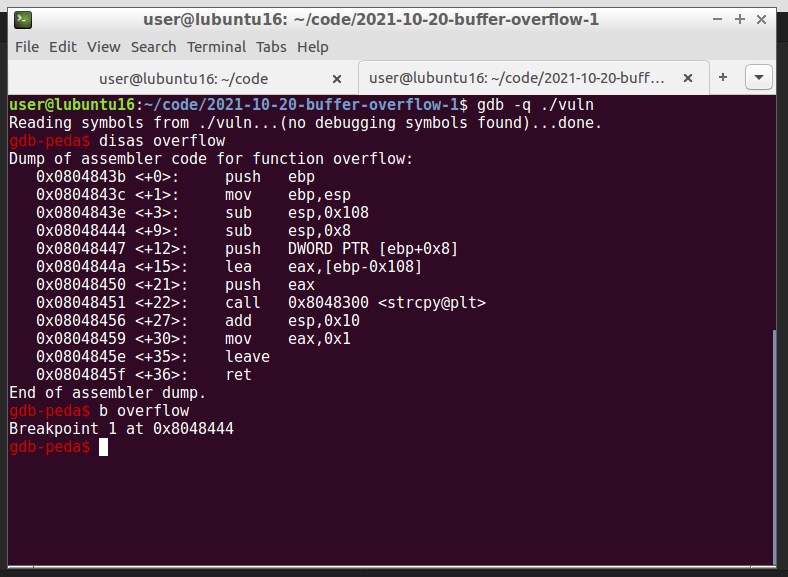 user@lubuntu16: ~/code/2021-10-20-buffer-overflow-1
File Edit View Search Terminal Tabs Help
user@lubuntu16: ~/code × user@lubuntu16: ~/code/2021-10-20-buff... ×
user@lubuntu16:~/code/2021-10-20-buffer-overflow-1$ gdb -q ./vuln
Reading symbols from ./vuln...(no debugging symbols found)...done.
gdb-peda$ disas overflow
Dump of assembler code for function overflow:
   0x0804843b <+0>:     push   ebp
   0x0804843c <+1>:     mov    ebp,esp
   0x0804843e <+3>:     sub    esp,0x108
   0x08048444 <+9>:     sub    esp,0x8
   0x08048447 <+12>:    push   DWORD PTR [ebp+0x8]
   0x0804844a <+15>:    lea    eax,[ebp-0x108]
   0x08048450 <+21>:    push   eax
   0x08048451 <+22>:    call   0x8048300 <strcpy@plt>
   0x08048456 <+27>:    add    esp,0x10
   0x08048459 <+30>:    mov    eax,0x1
   0x0804845e <+35>:    leave
   0x0804845f <+36>:    ret
End of assembler dump.
gdb-peda$ b overflow
Breakpoint 1 at 0x8048444
gdb-peda$